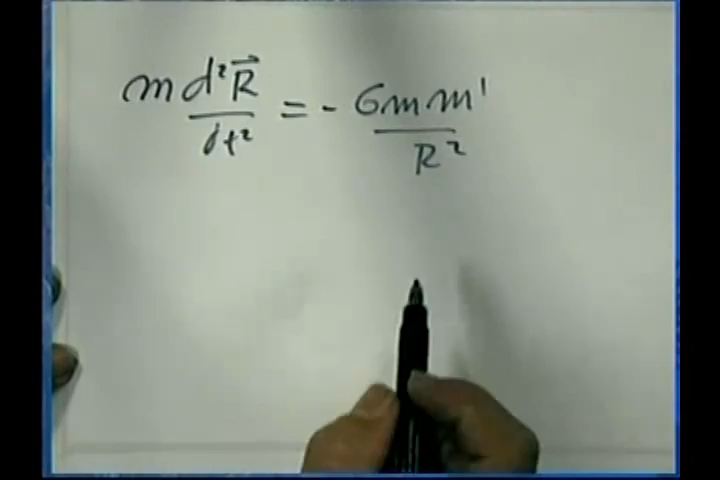 m d²R⃗/dt² = - Gmm'/R²